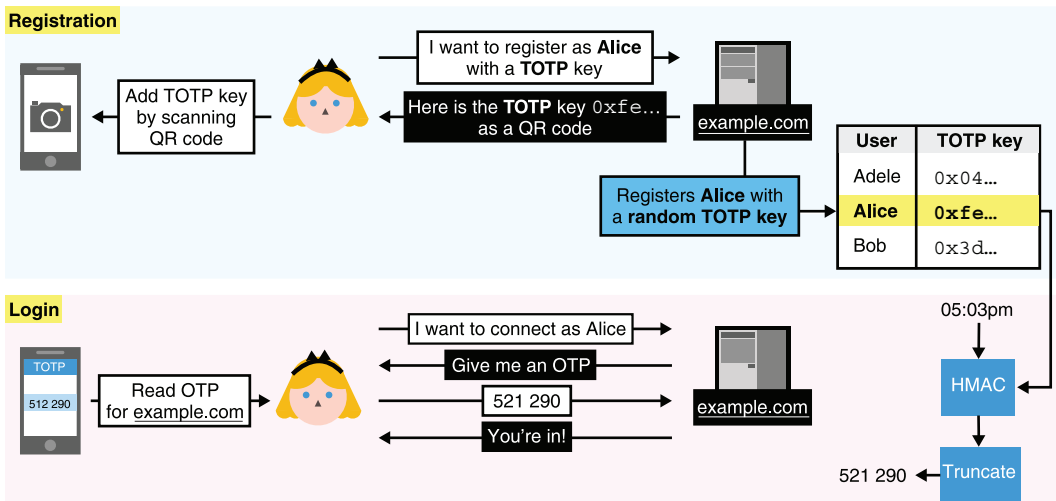 Registration
I want to register as Alice
with a TOTP key
Add TOTP key
by scanning
QR code
Here is the TOTP key 0xfe...
as a QR code
example.com
Registers Alice with
a random TOTP key
User TOTP key
Adele 0x04...
Alice 0xfe...
Bob 0x3d...
Login
05:03pm
I want to connect as Alice
TOTP
512 290
Read OTP
for example.com
Give me an OTP
521 290
You're in!
example.com
HMAC
Truncate
521 290